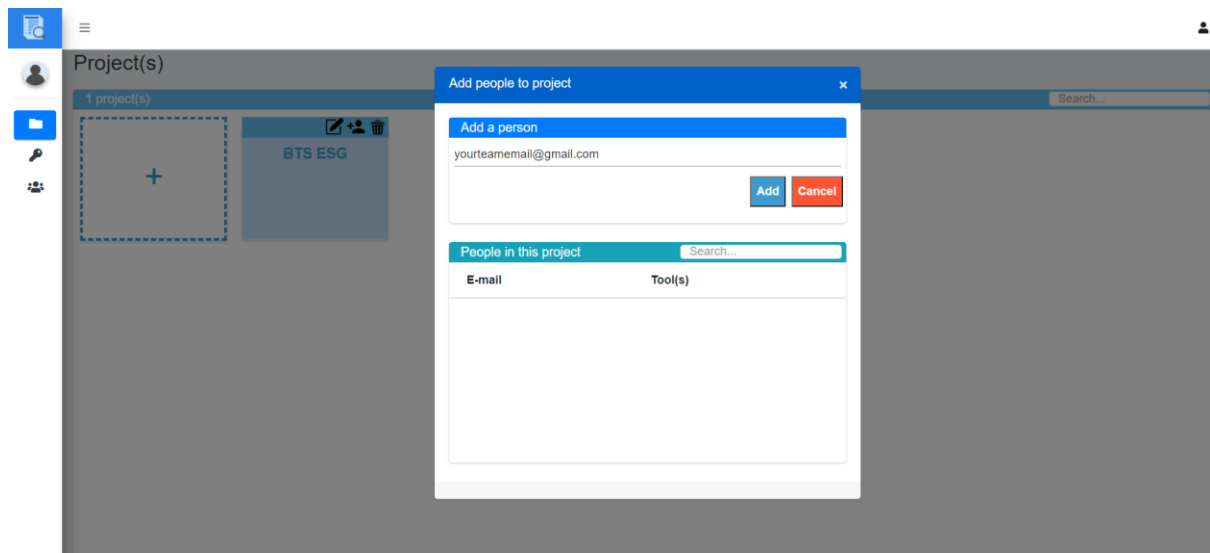 Project(s)
1 project(s)
Search...
BTS ESG
Add people to project
×
Add a person
yourteamemail@gmail.com
Add Cancel
People in this project
Search...
E-mail Tool(s)